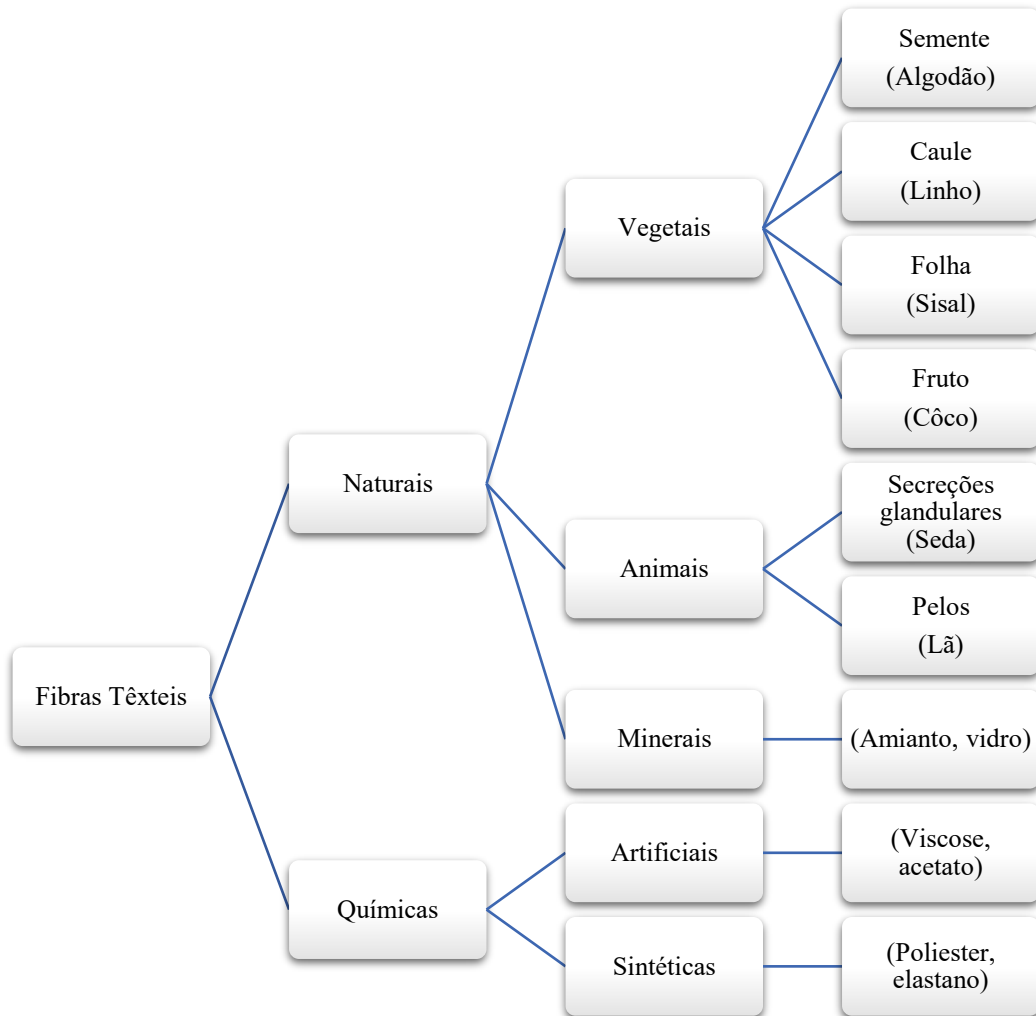 Semente
(Algodão)
Caule
(Linho)
Vegetais
Folha
(Sisal)
Fruto
(Côco)
Naturais
Secreções
glandulares
(Seda)
Animais
Pelos
(Lã)
Fibras Têxteis
Minerais
(Amianto, vidro)
Artificiais
(Viscose,
acetato)
Químicas
Sintéticas
(Poliester,
elastano)